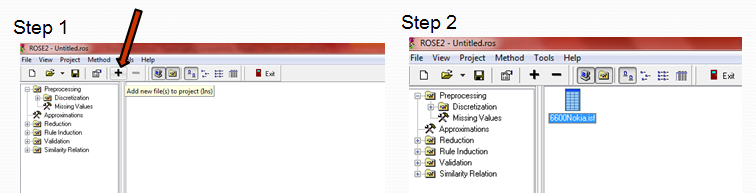 Step 1
ROSE2 - Untitled.ros
File View Project Method Tools Help
Exit
Add new file(s) to project (Ins)
Preprocessing
Discretization
Missing Values
Approximations
Reduction
Rule Induction
Validation
Similarity Relation
Step 2
ROSE2 - Untitled.ros
File View Project Method Tools Help
Exit
Preprocessing
Discretization
Missing Values
Approximations
Reduction
Rule Induction
Validation
Similarity Relation
6600Nokia.isf